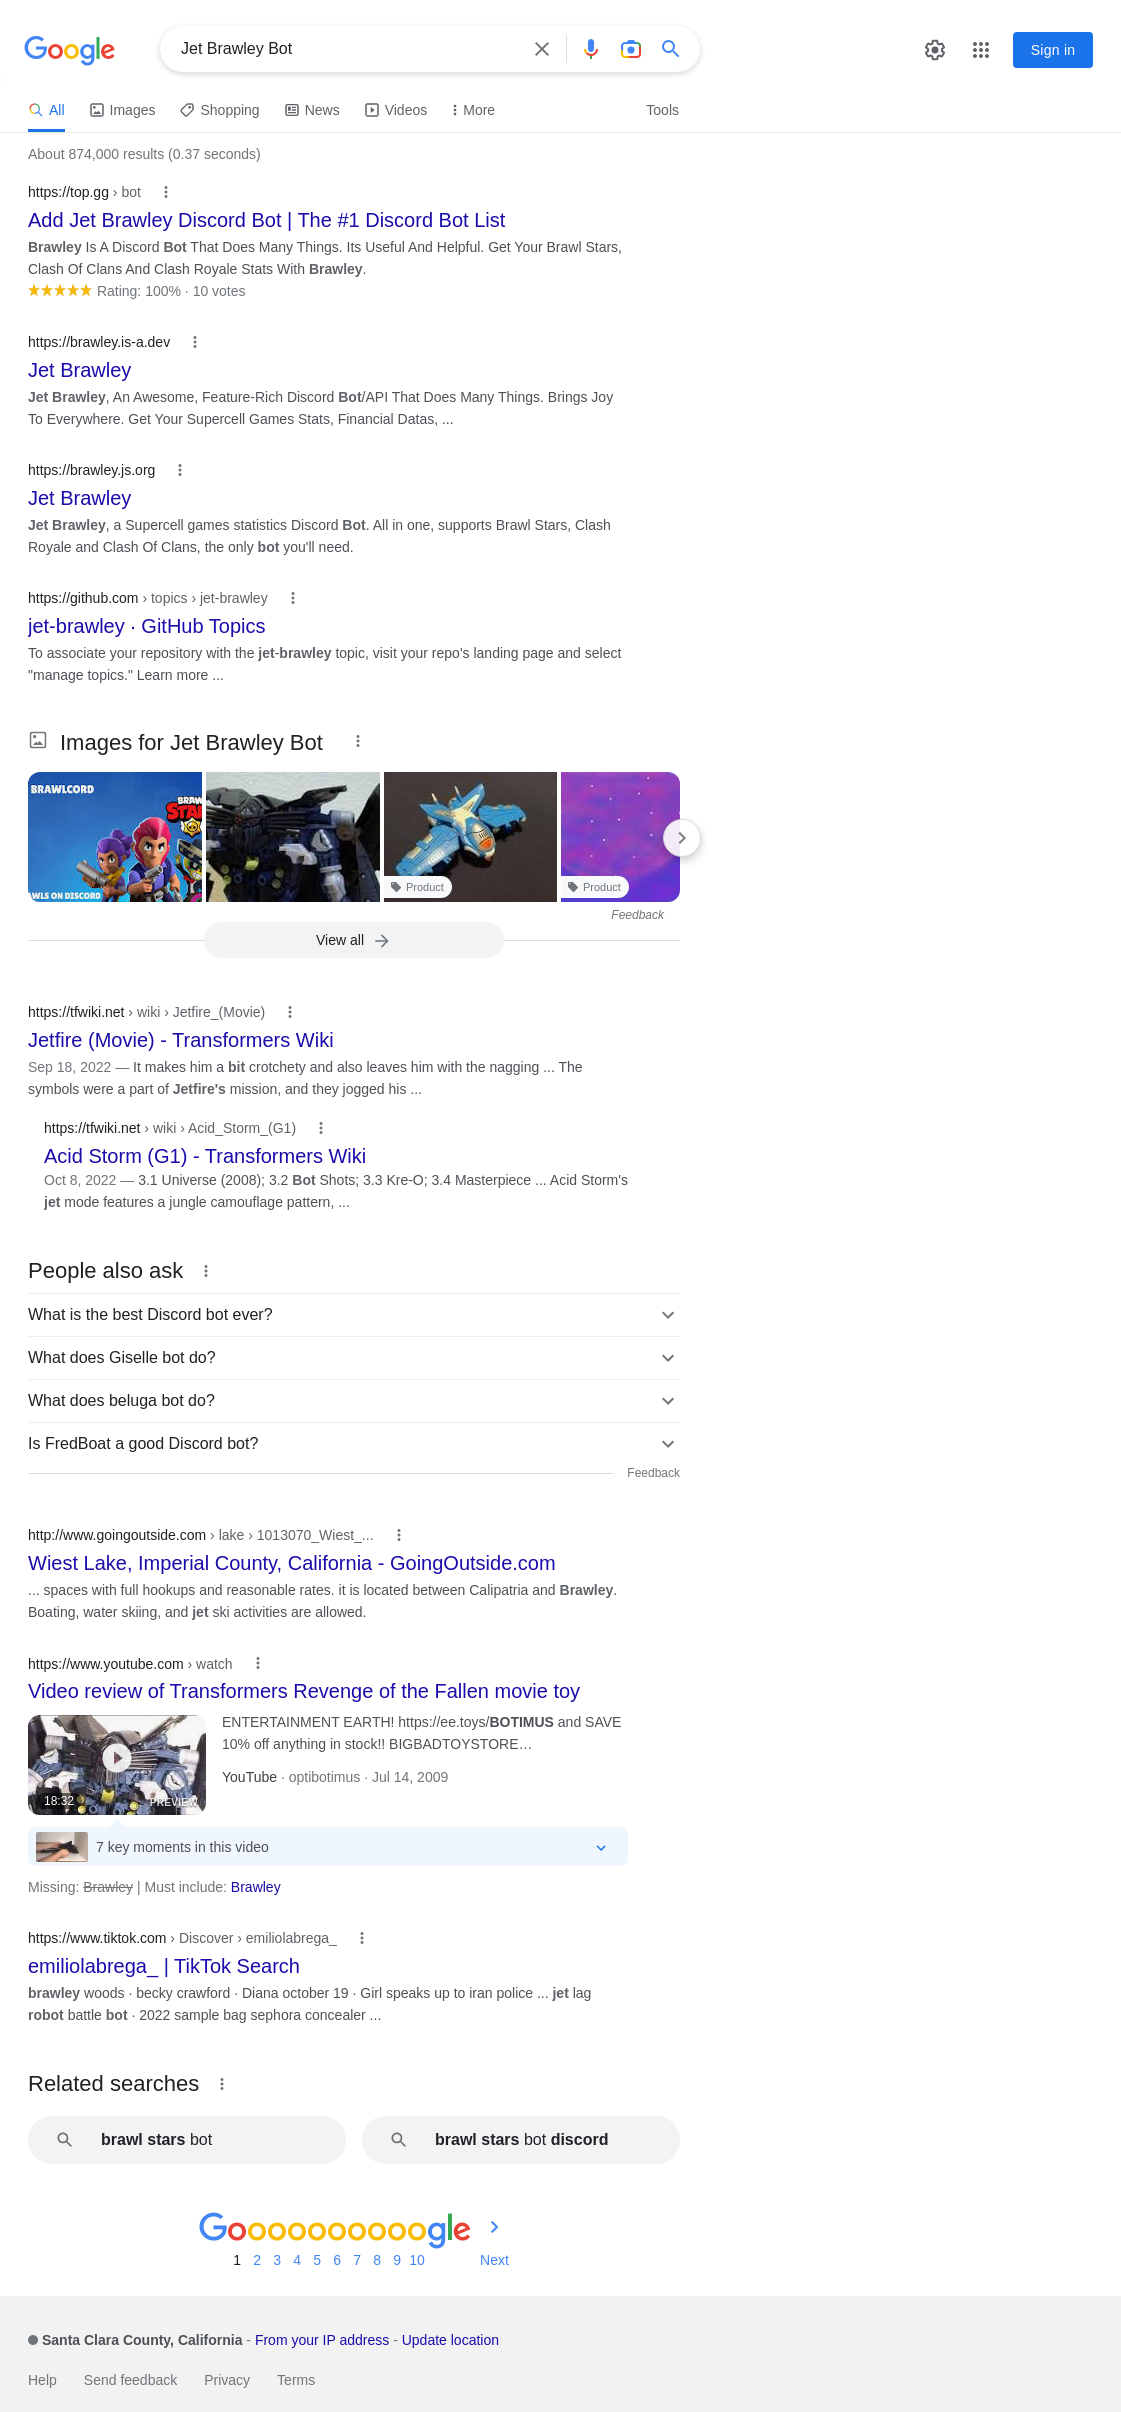 Google
Jet Brawley Bot
Sign in
All Images Shopping News Videos More Tools
About 874,000 results (0.37 seconds)
https://top.gg › bot
Add Jet Brawley Discord Bot | The #1 Discord Bot List
Brawley Is A Discord Bot That Does Many Things. Its Useful And Helpful. Get Your Brawl Stars,
Clash Of Clans And Clash Royale Stats With Brawley.
Rating: 100% · 10 votes
https://brawley.is-a.dev
Jet Brawley
Jet Brawley, An Awesome, Feature-Rich Discord Bot/API That Does Many Things. Brings Joy
To Everywhere. Get Your Supercell Games Stats, Financial Datas, ...
https://brawley.js.org
Jet Brawley
Jet Brawley, a Supercell games statistics Discord Bot. All in one, supports Brawl Stars, Clash
Royale and Clash Of Clans, the only bot you'll need.
https://github.com › topics › jet-brawley
jet-brawley · GitHub Topics
To associate your repository with the jet-brawley topic, visit your repo's landing page and select
"manage topics." Learn more ...
Images for Jet Brawley Bot
BRAWLCORD
BRAW
STA
AWLS ON DISCORD
Product
Product
Feedback
View all
https://tfwiki.net › wiki › Jetfire_(Movie)
Jetfire (Movie) - Transformers Wiki
Sep 18, 2022 — It makes him a bit crotchety and also leaves him with the nagging ... The
symbols were a part of Jetfire's mission, and they jogged his ...
https://tfwiki.net › wiki › Acid_Storm_(G1)
Acid Storm (G1) - Transformers Wiki
Oct 8, 2022 — 3.1 Universe (2008); 3.2 Bot Shots; 3.3 Kre-O; 3.4 Masterpiece ... Acid Storm's
jet mode features a jungle camouflage pattern, ...
People also ask
What is the best Discord bot ever?
What does Giselle bot do?
What does beluga bot do?
Is FredBoat a good Discord bot?
Feedback
http://www.goingoutside.com › lake › 1013070_Wiest_...
Wiest Lake, Imperial County, California - GoingOutside.com
... spaces with full hookups and reasonable rates. it is located between Calipatria and Brawley.
Boating, water skiing, and jet ski activities are allowed.
https://www.youtube.com › watch
Video review of Transformers Revenge of the Fallen movie toy
ENTERTAINMENT EARTH! https://ee.toys/BOTIMUS and SAVE
10% off anything in stock!! BIGBADTOYSTORE…
YouTube · optibotimus · Jul 14, 2009
18:32
PREVIEW
7 key moments in this video
Missing: Brawley | Must include: Brawley
https://www.tiktok.com › Discover › emiliolabrega_
emiliolabrega_ | TikTok Search
brawley woods · becky crawford · Diana october 19 · Girl speaks up to iran police ... jet lag
robot battle bot · 2022 sample bag sephora concealer ...
Related searches
brawl stars bot
brawl stars bot discord
Goooooooooogle
1 2 3 4 5 6 7 8 9 10 Next
Santa Clara County, California - From your IP address - Update location
Help Send feedback Privacy Terms